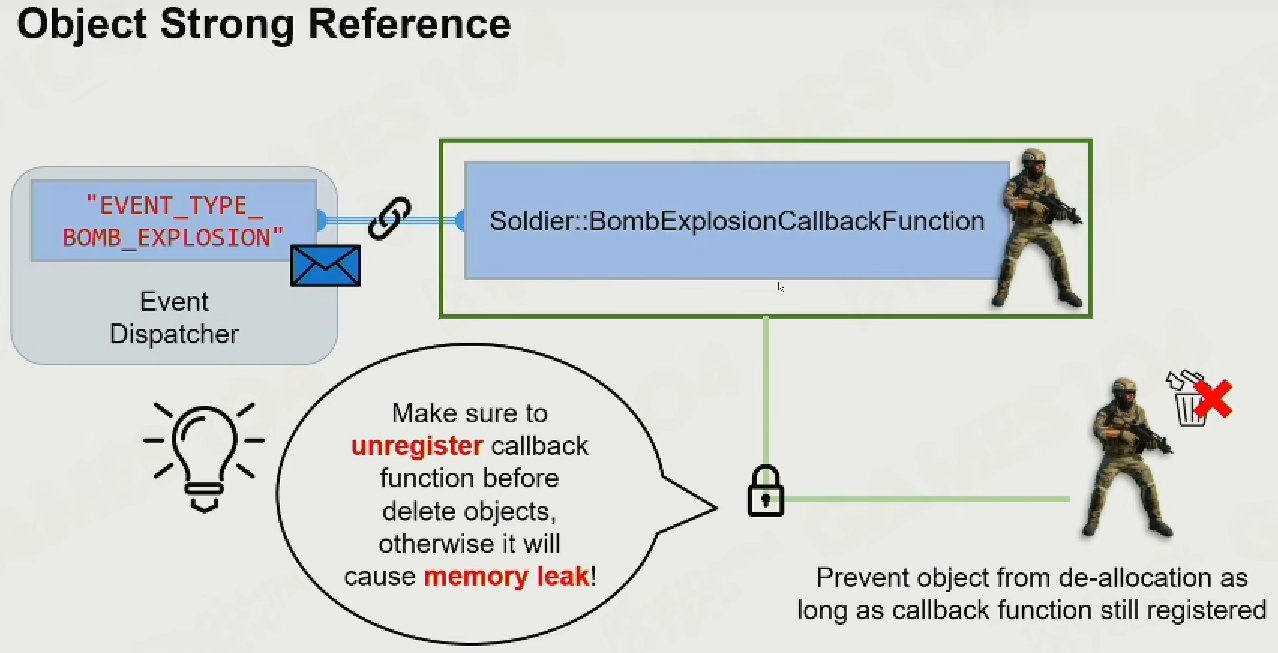 Object Strong Reference
"EVENT_TYPE_
BOMB_EXPLOSION"
Event
Dispatcher
Soldier::BombExplosionCallbackFunction
Make sure to
unregister callback
function before
delete objects,
otherwise it will
cause memory leak!
Prevent object from de-allocation as
long as callback function still registered